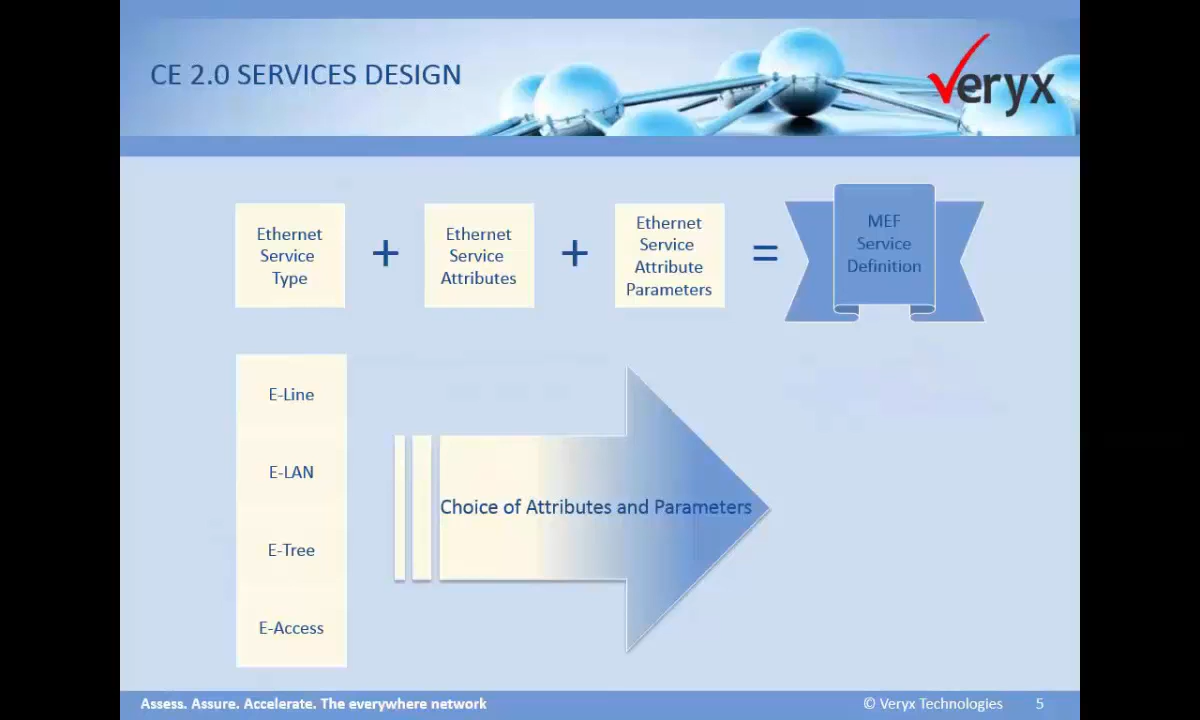 CE 2.0 SERVICES DESIGN
Veryx
Ethernet
Service
Type
+
Ethernet
Service
Attributes
+
Ethernet
Service
Attribute
Parameters
=
MEF
Service
Definition
E-Line
E-LAN
E-Tree
E-Access
Choice of Attributes and Parameters
Assess. Assure. Accelerate. The everywhere network
© Veryx Technologies 5